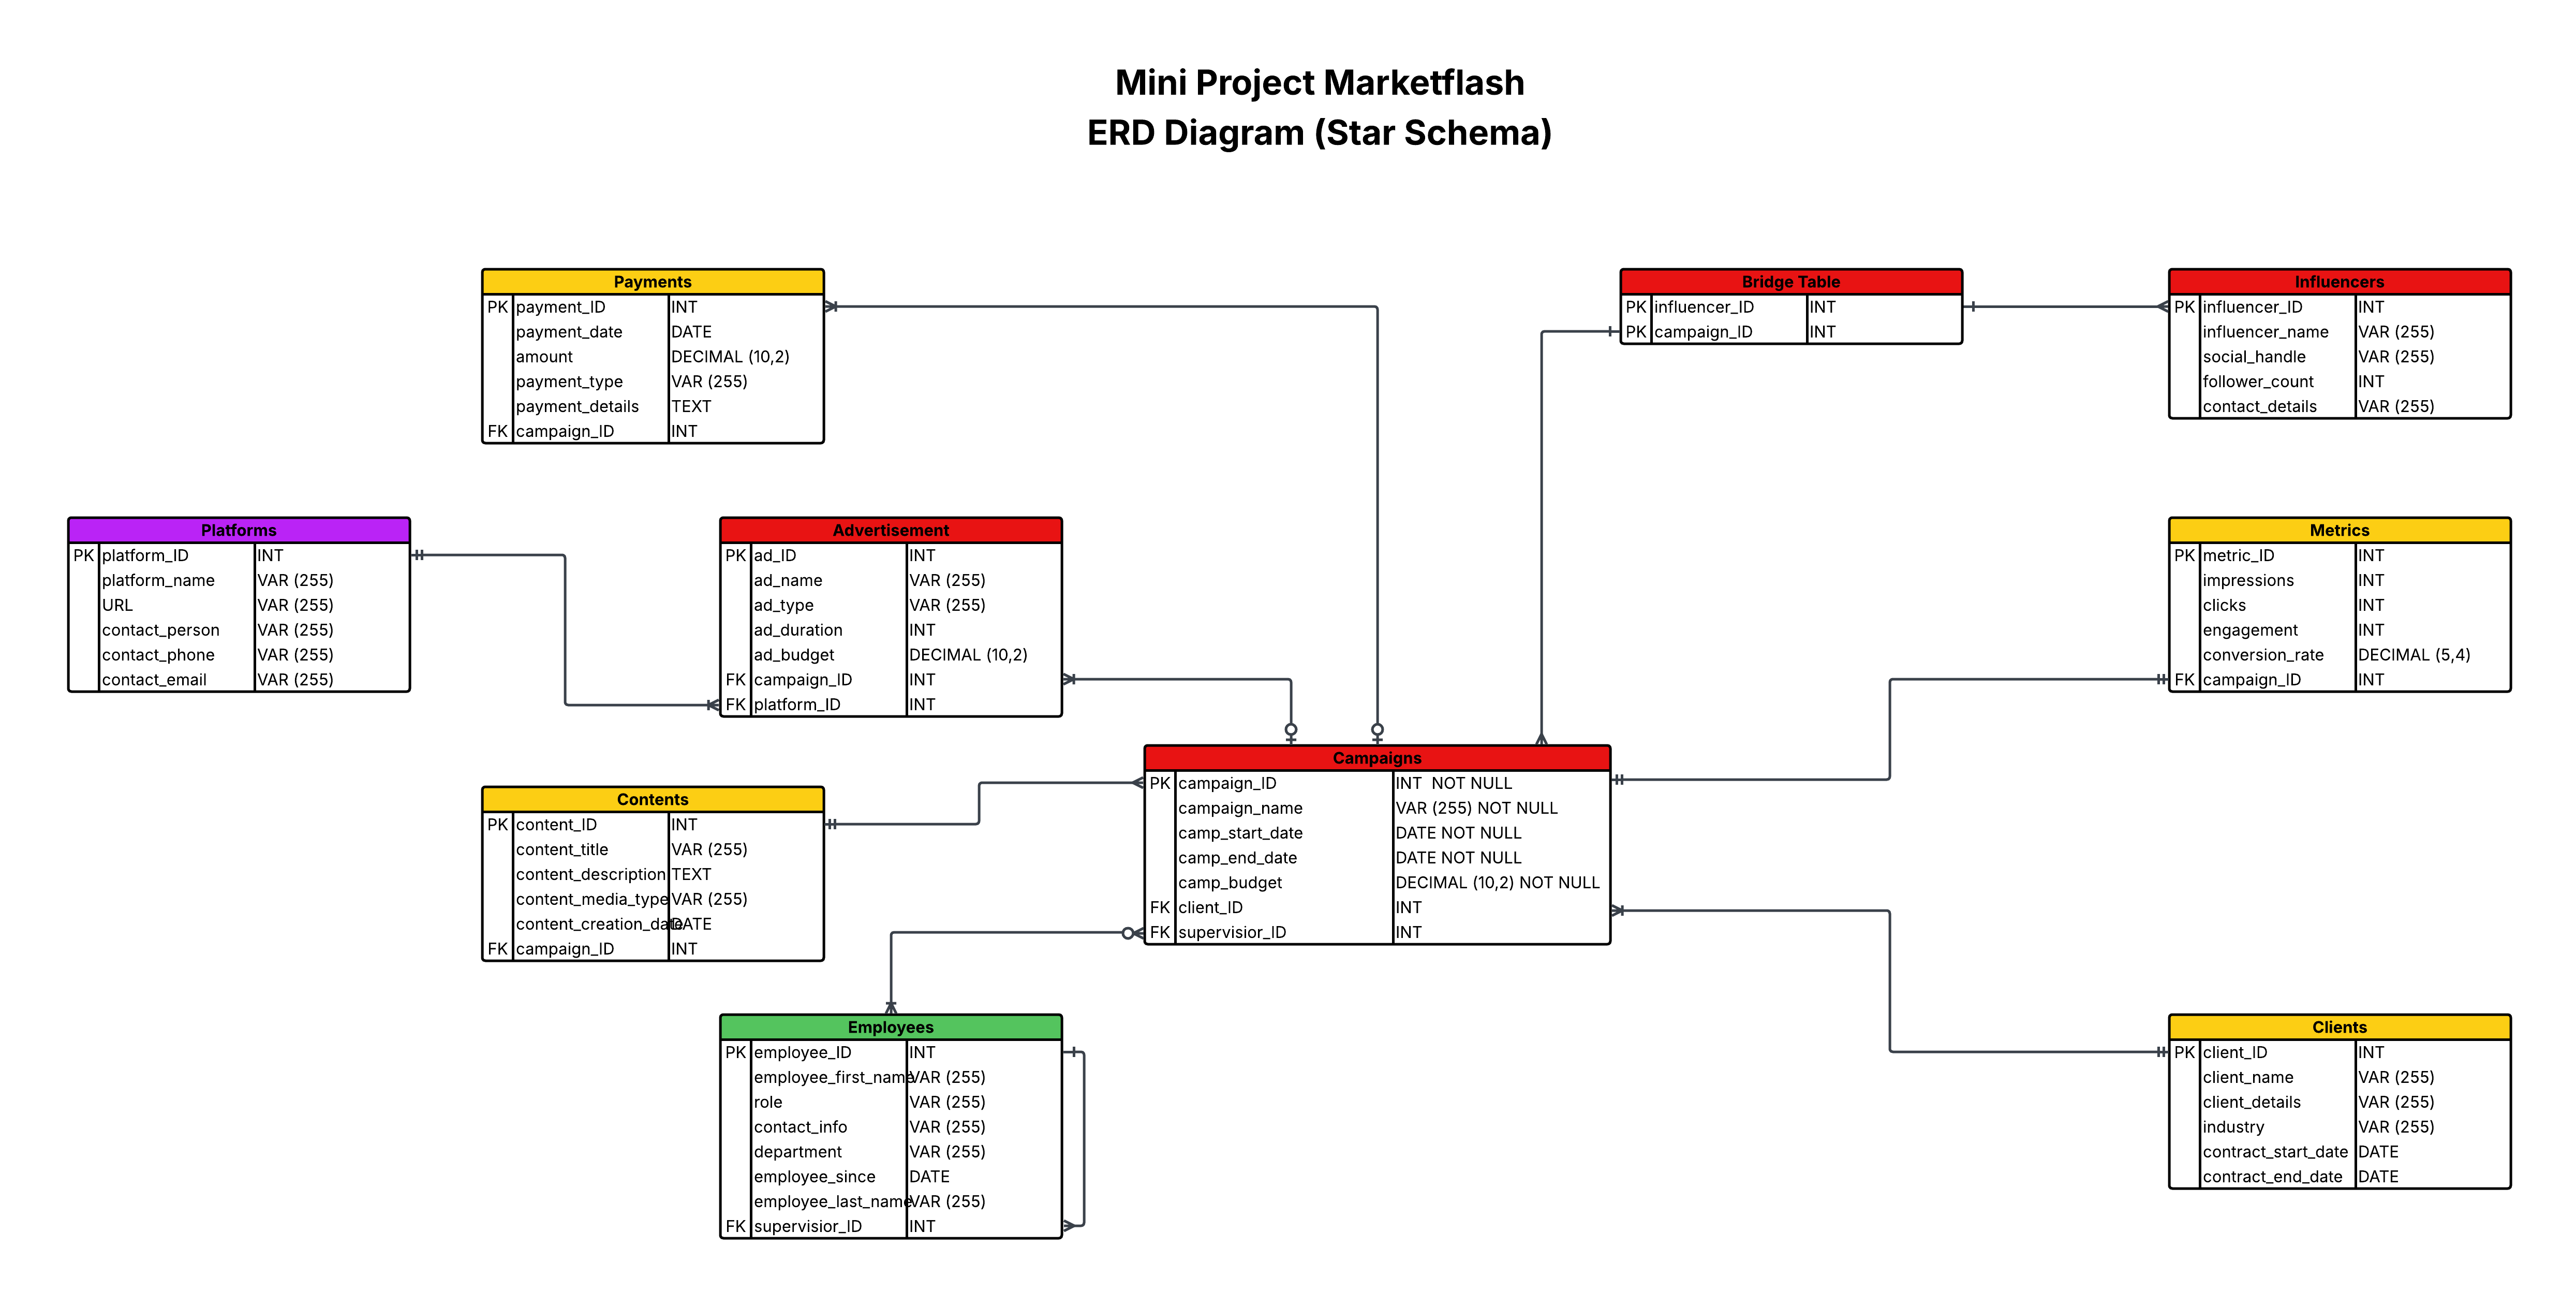 Mini Project Marketflash
ERD Diagram (Star Schema)
Payments
PK payment_ID INT
payment_date DATE
amount DECIMAL (10,2)
payment_type VAR (255)
payment_details TEXT
FK campaign_ID INT
Bridge Table
PK influencer_ID INT
PK campaign_ID INT
Influencers
PK influencer_ID INT
influencer_name VAR (255)
social_handle VAR (255)
follower_count INT
contact_details VAR (255)
Platforms
PK platform_ID INT
platform_name VAR (255)
URL VAR (255)
contact_person VAR (255)
contact_phone VAR (255)
contact_email VAR (255)
Advertisement
PK ad_ID INT
ad_name VAR (255)
ad_type VAR (255)
ad_duration INT
ad_budget DECIMAL (10,2)
FK campaign_ID INT
FK platform_ID INT
Metrics
PK metric_ID INT
impressions INT
clicks INT
engagement INT
conversion_rate DECIMAL (5,4)
FK campaign_ID INT
Contents
PK content_ID INT
content_title VAR (255)
content_description TEXT
content_media_type VAR (255)
content_creation_date DATE
FK campaign_ID INT
Campaigns
PK campaign_ID INT NOT NULL
campaign_name VAR (255) NOT NULL
camp_start_date DATE NOT NULL
camp_end_date DATE NOT NULL
camp_budget DECIMAL (10,2) NOT NULL
FK client_ID INT
FK supervisior_ID INT
Employees
PK employee_ID INT
employee_first_name VAR (255)
role VAR (255)
contact_info VAR (255)
department VAR (255)
employee_since DATE
employee_last_name VAR (255)
FK supervisior_ID INT
Clients
PK client_ID INT
client_name VAR (255)
client_details VAR (255)
industry VAR (255)
contract_start_date DATE
contract_end_date DATE